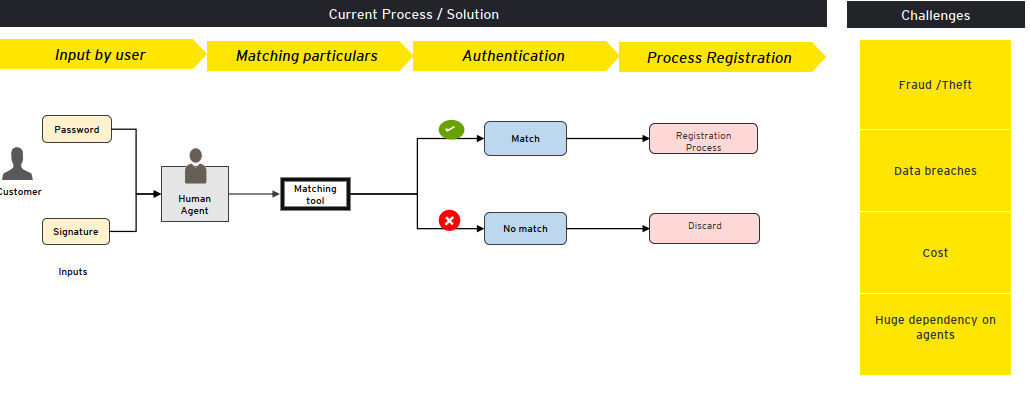 Current Process / Solution
Challenges
Input by user
Matching particulars
Authentication
Process Registration
Fraud /Theft
Data breaches
Cost
Huge dependency on
agents
Password
Customer
Signature
Inputs
Human
Agent
Matching
tool
Match
No match
Registration
Process
Discard